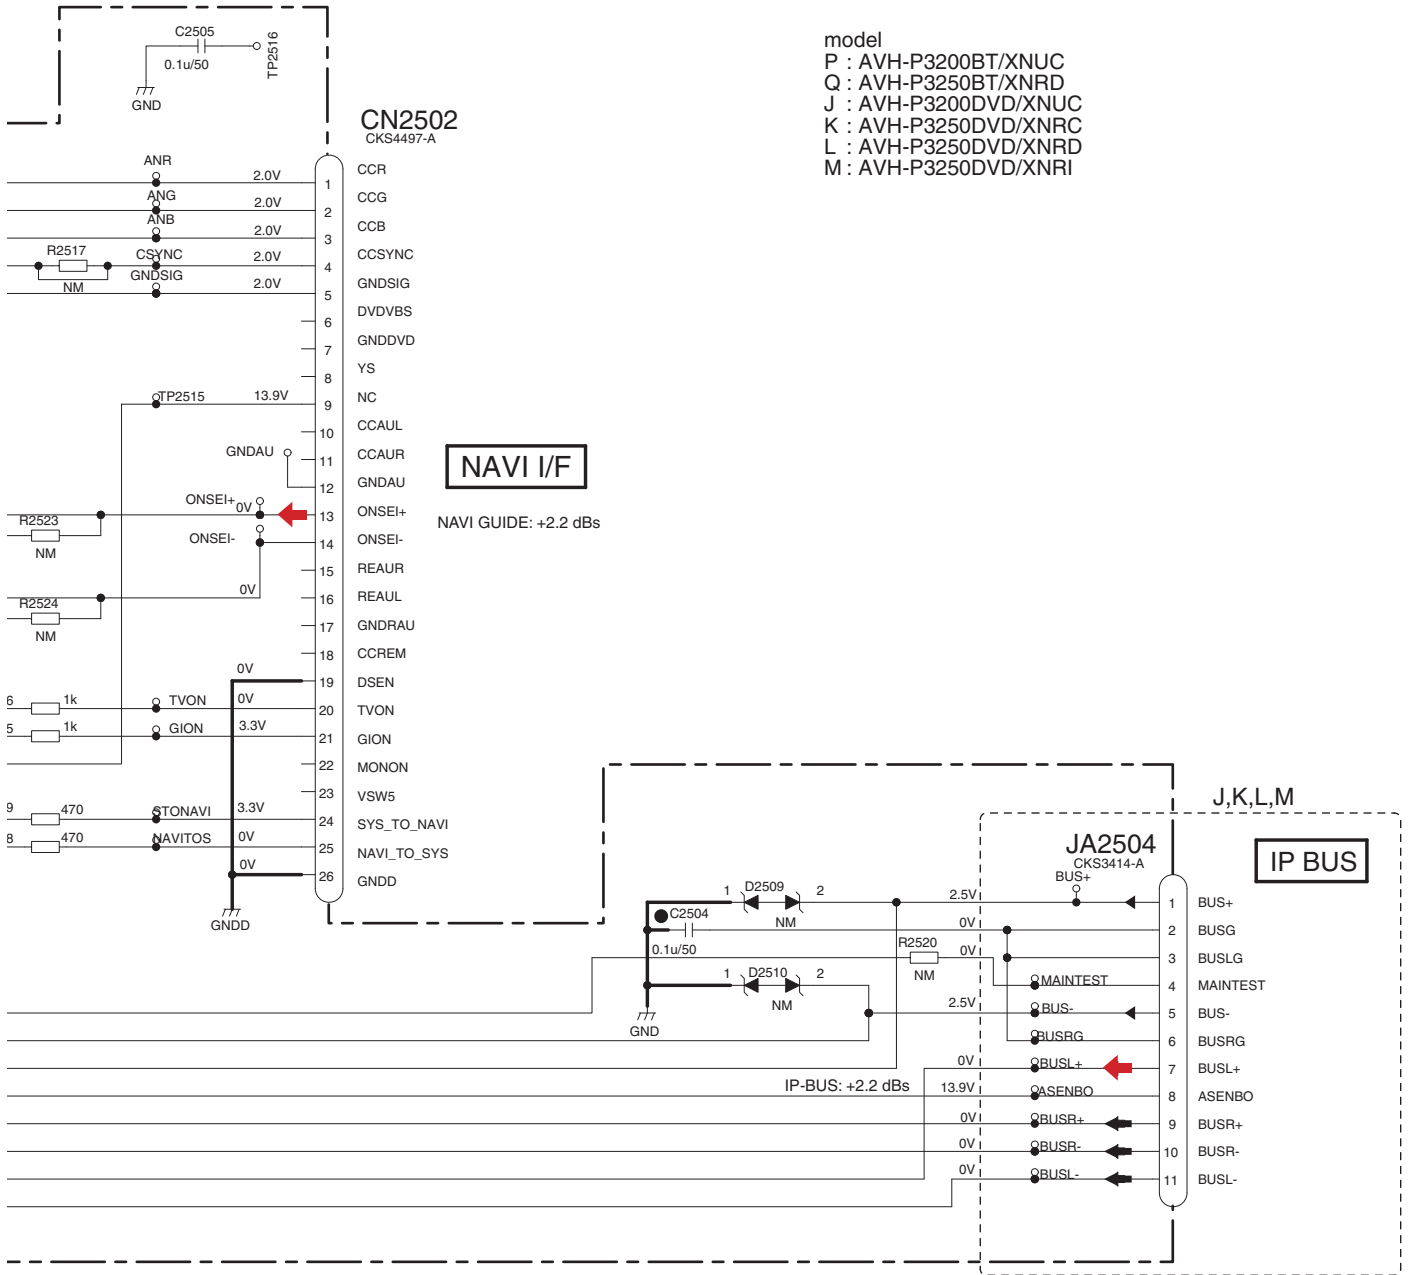 C2505
0.1u/50
TP2516
GND
model
P : AVH-P3200BT/XNUC
Q : AVH-P3250BT/XNRD
J : AVH-P3200DVD/XNUC
K : AVH-P3250DVD/XNRC
L : AVH-P3250DVD/XNRD
M : AVH-P3250DVD/XNRI
CN2502
CKS4497-A
ANR 2.0V 1 CCR
ANG 2.0V 2 CCG
ANB 2.0V 3 CCB
R2517 NM CSYNC 2.0V 4 CCSYNC
GNDSIG 2.0V 5 GNDSIG
6 DVDVBS
7 GNDDVD
8 YS
TP2515 13.9V 9 NC
10 CCAUL
GNDAU 11 CCAUR
12 GNDAU
NAVI I/F
NAVI GUIDE: +2.2 dBs
ONSEI+ 0V 13 ONSEI+
R2523 NM
ONSEI- 14 ONSEI-
15 REAUR
0V 16 REAUL
R2524 NM
17 GNDRAU
18 CCREM
0V 19 DSEN
6 1k TVON 0V 20 TVON
5 1k GION 3.3V 21 GION
22 MONON
23 VSW5
9 470 STONAVI 3.3V 24 SYS_TO_NAVI
8 470 NAVITOS 0V 25 NAVI_TO_SYS
0V 26 GNDD
GNDD
J,K,L,M
JA2504
CKS3414-A
IP BUS
BUS+
1 D2509 2 NM
2.5V 1 BUS+
C2504
0.1u/50
0V 2 BUSG
R2520 NM
0V 3 BUSLG
1 D2510 2 NM
MAINTEST 4 MAINTEST
GND
2.5V BUS- 5 BUS-
BUSRG 6 BUSRG
0V BUSL+ 7 BUSL+
IP-BUS: +2.2 dBs
13.9V ASENBO 8 ASENBO
0V BUSR+ 9 BUSR+
0V BUSR- 10 BUSR-
0V BUSL- 11 BUSL-